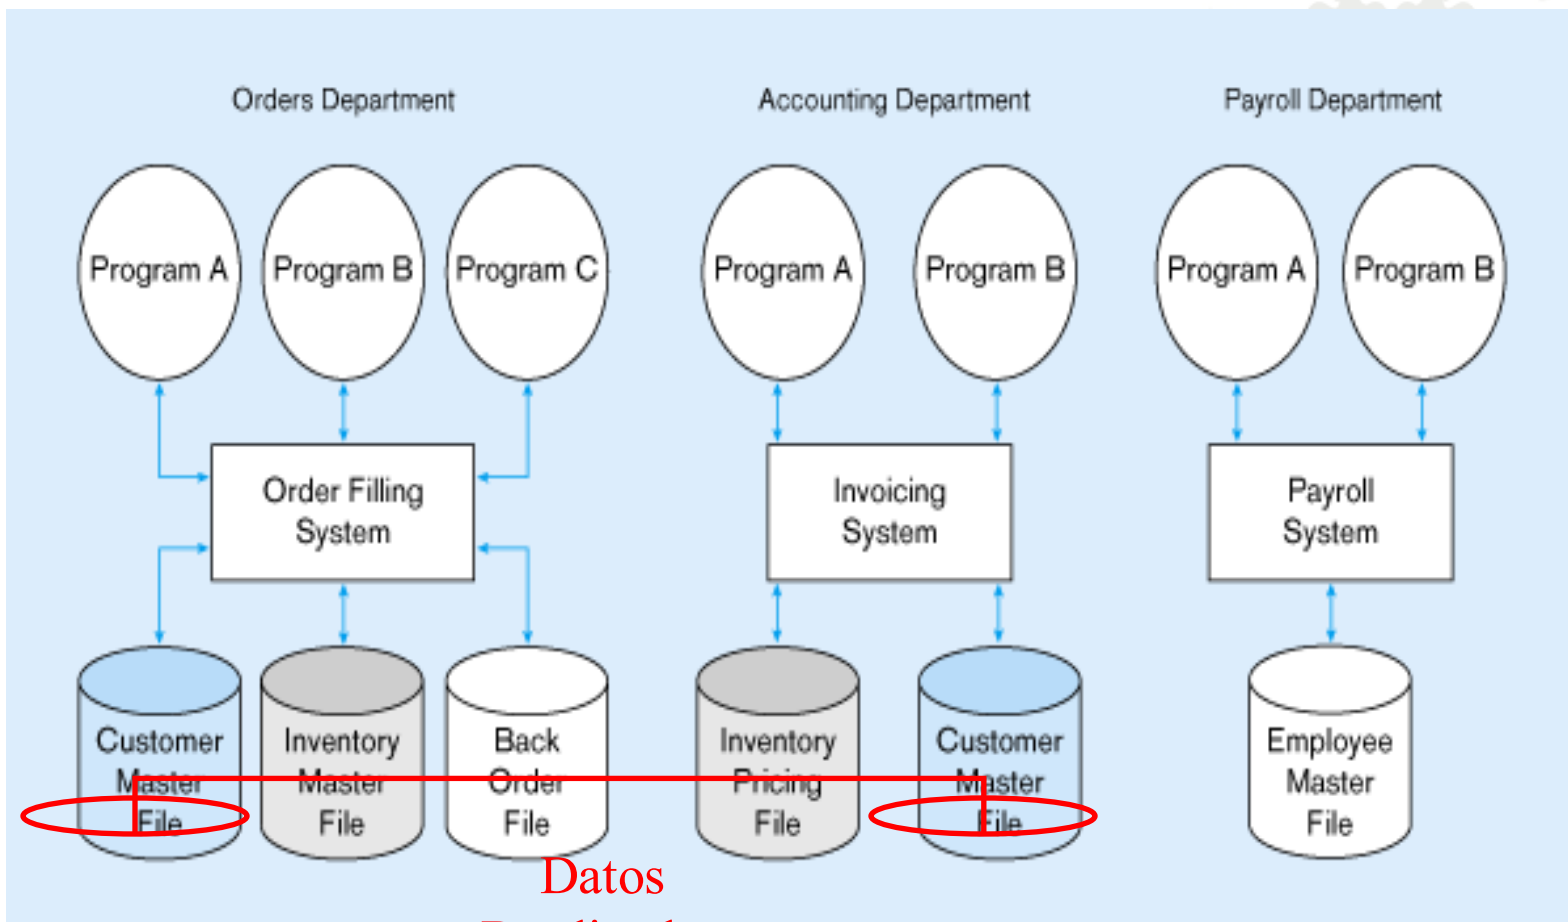 Orders Department
Accounting Department
Payroll Department
Program A
Program B
Program C
Program A
Program B
Program A
Program B
Order Filling
System
Invoicing
System
Payroll
System
Customer
Master
File
Inventory
Master
File
Back
Order
File
Inventory
Pricing
File
Customer
Master
File
Employee
Master
File
Datos